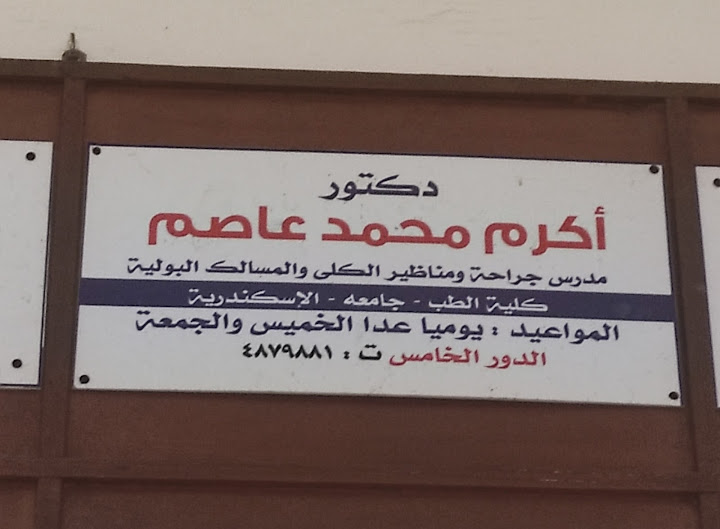 دكتور
أكرم محمد عاصم
مدرس جراحة ومناظير الكلى والمسالك البولية
كلية الطب - جامعه - الإسكندرية
المواعيد : يوميا عدا الخميس والجمعة
الدور الخامس ت : ٤٨٧٩٨٨١